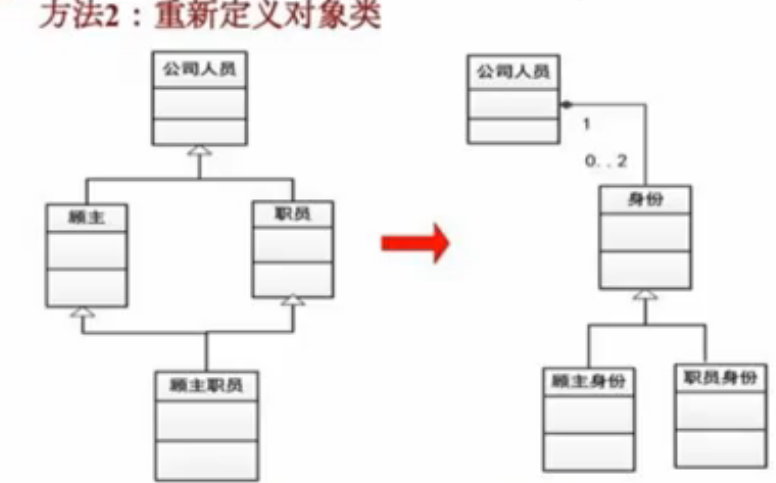 方法2：重新定义对象类
公司人员
顾主
职员
顾主职员
公司人员
1
0..2
身份
顾主身份
职员身份